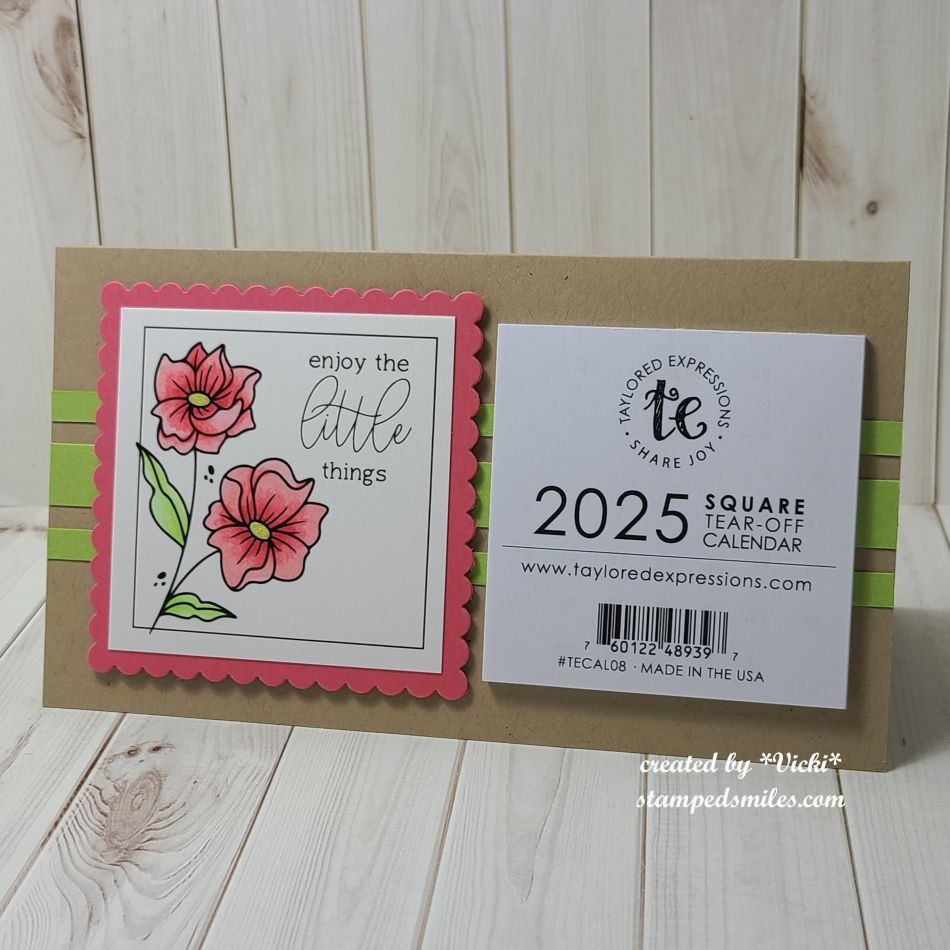 enjoy the
little
things
TAYLORED EXPRESSIONS
te
SHARE JOY
2025 SQUARE
TEAR-OFF
CALENDAR
www.tayloredexpressions.com
7 60122 48939 7
#TECAL08 · MADE IN THE USA
created by *Vicki*
stampedsmiles.com